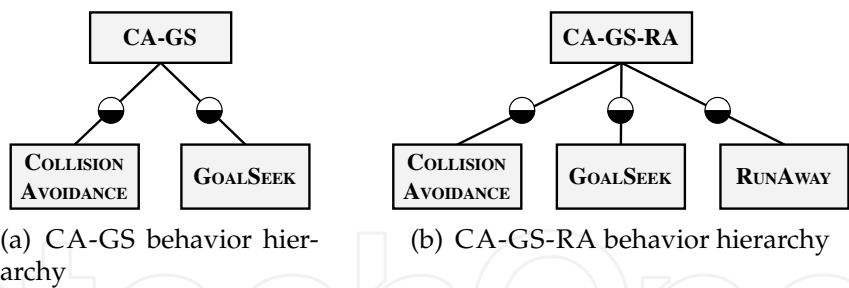 CA-GS
COLLISION
AVOIDANCE
GOALSEEK
(a) CA-GS behavior hier-
archy
CA-GS-RA
COLLISION
AVOIDANCE
GOALSEEK
RUNAWAY
(b) CA-GS-RA behavior hierarchy